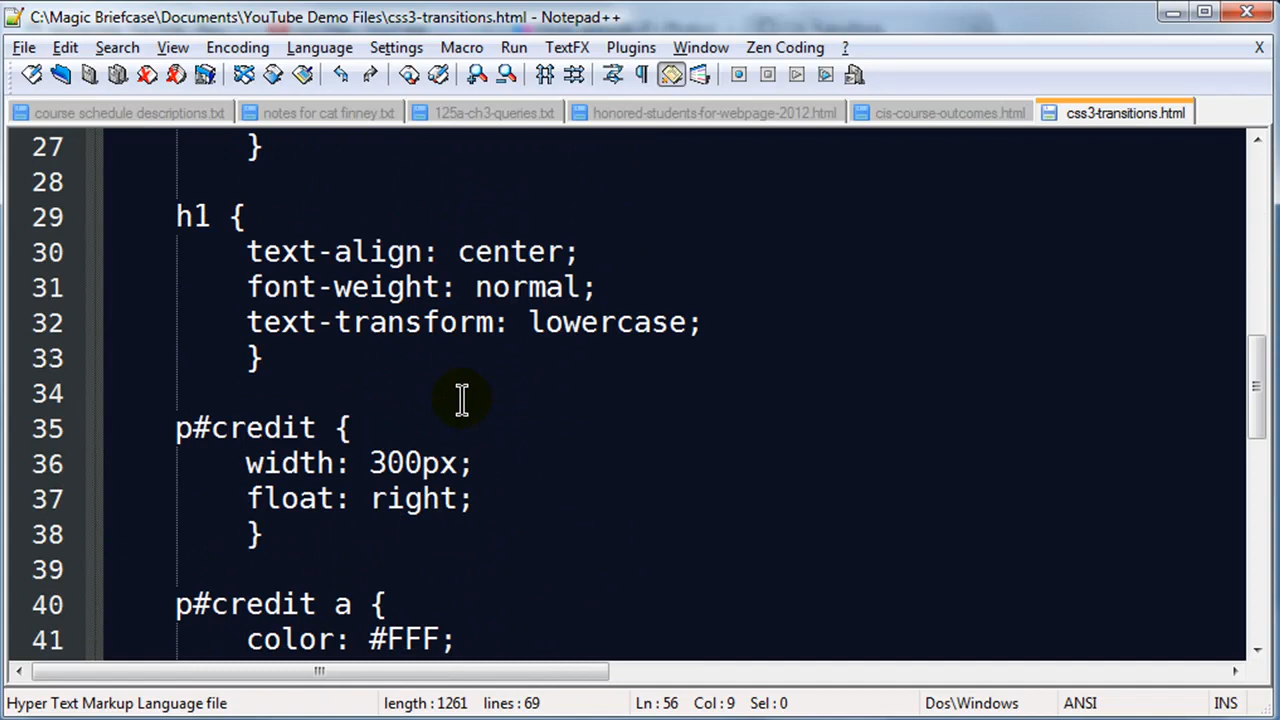 C:\Magic Briefcase\Documents\YouTube Demo Files\css3-transitions.html - Notepad++
File Edit Search View Encoding Language Settings Macro Run TextFX Plugins Window Zen Coding ? X
course schedule descriptions.txt notes for cat finney.txt 125a-ch3-queries.txt honored-students-for-webpage-2012.html cis-course-outcomes.html css3-transitions.html
27 }
28
29 h1 {
30 text-align: center;
31 font-weight: normal;
32 text-transform: lowercase;
33 }
34
35 p#credit {
36 width: 300px;
37 float: right;
38 }
39
40 p#credit a {
41 color: #FFF;
Hyper Text Markup Language file length : 1261 lines : 69 Ln : 56 Col : 9 Sel : 0 Dos\Windows ANSI INS